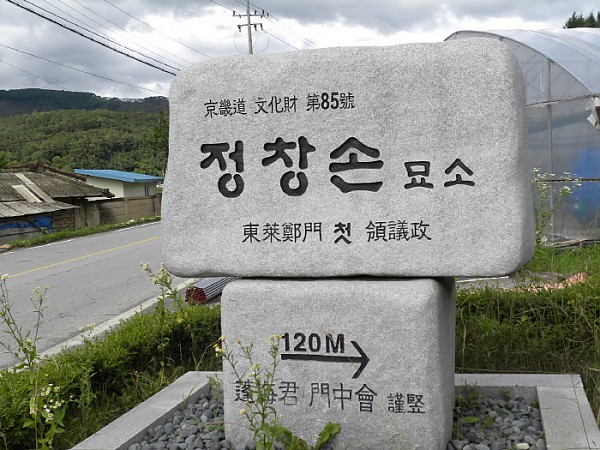 京畿道 文化財 第85號
정창손 묘소
東萊鄭門 첫 領議政
120M →
蓬海君 門中會 謹竪